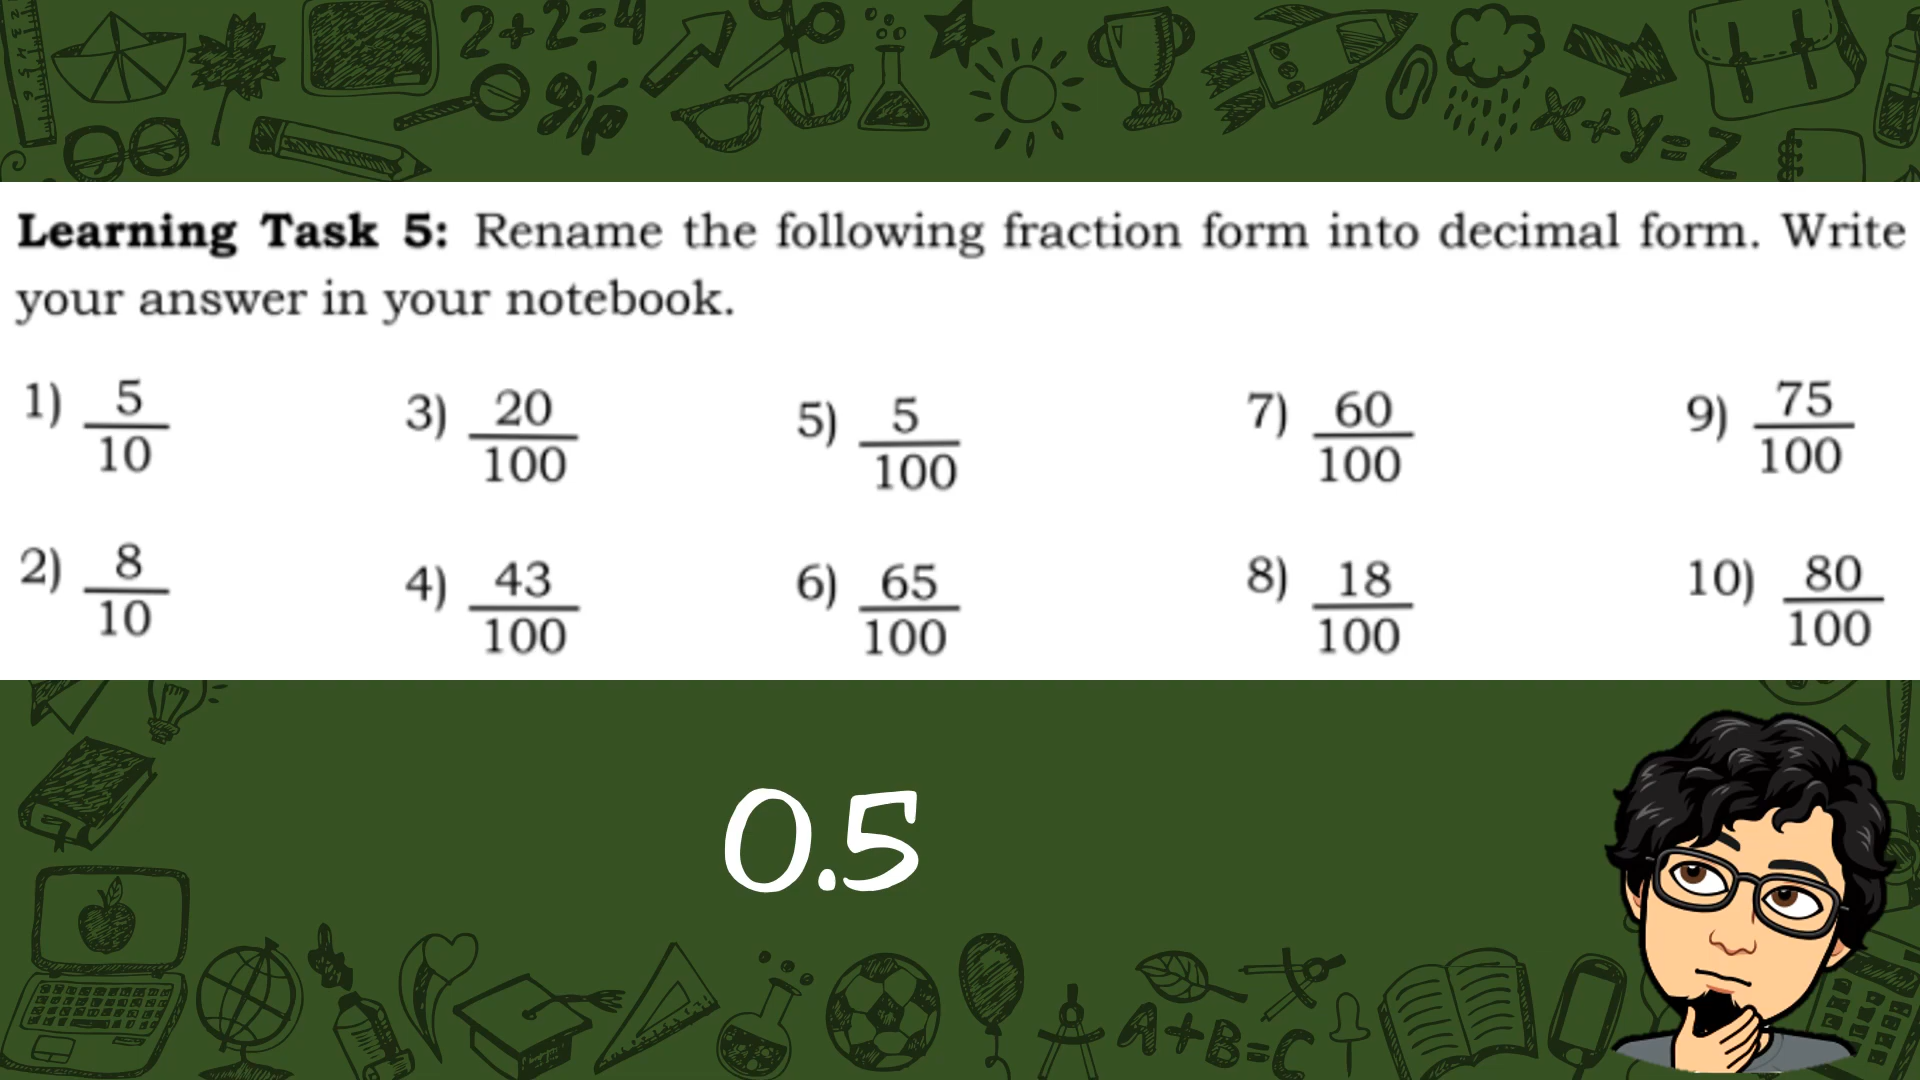 2+2=4
x+y=z
Learning Task 5: Rename the following fraction form into decimal form. Write
your answer in your notebook.
1) 5/10 3) 20/100 5) 5/100 7) 60/100 9) 75/100
2) 8/10 4) 43/100 6) 65/100 8) 18/100 10) 80/100
0.5
A+B=C